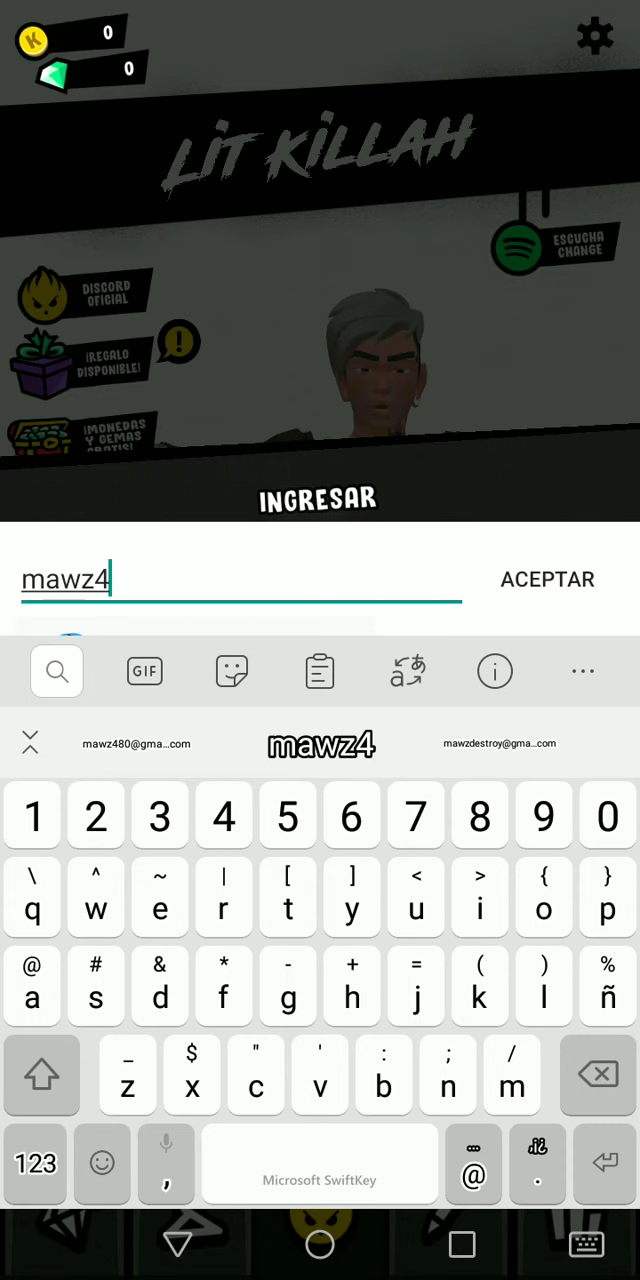 0
0
LIT KILLAH
ESCUCHA
CHANGE
DISCORD
OFICIAL
¡REGALO
DISPONIBLE!
¡MONEDAS
Y GEMAS
GRATIS!
INGRESAR
mawz4
ACEPTAR
GIF
mawz480@gma...com
mawz4
mawzdestroy@gma...com
1 2 3 4 5 6 7 8 9 0
\ ^ ~ | [ ] < > { }
q w e r t y u i o p
@ # & * - + = ( ) %
a s d f g h j k l ñ
_ $ " ' : ; /
z x c v b n m
123 , Microsoft SwiftKey @ .